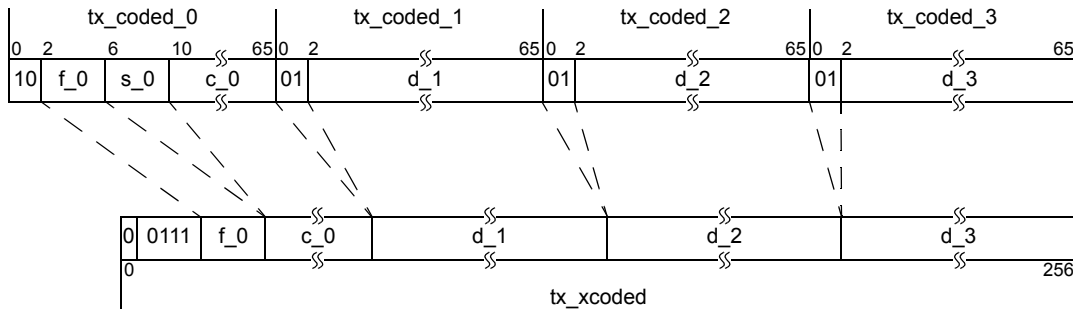 tx_coded_0 tx_coded_1 tx_coded_2 tx_coded_3
0 2 6 10 65 0 2 65 0 2 65 0 2 65
10 f_0 s_0 c_0 01 d_1 01 d_2 01 d_3
0 0111 f_0 c_0 d_1 d_2 d_3
0 256
tx_xcoded